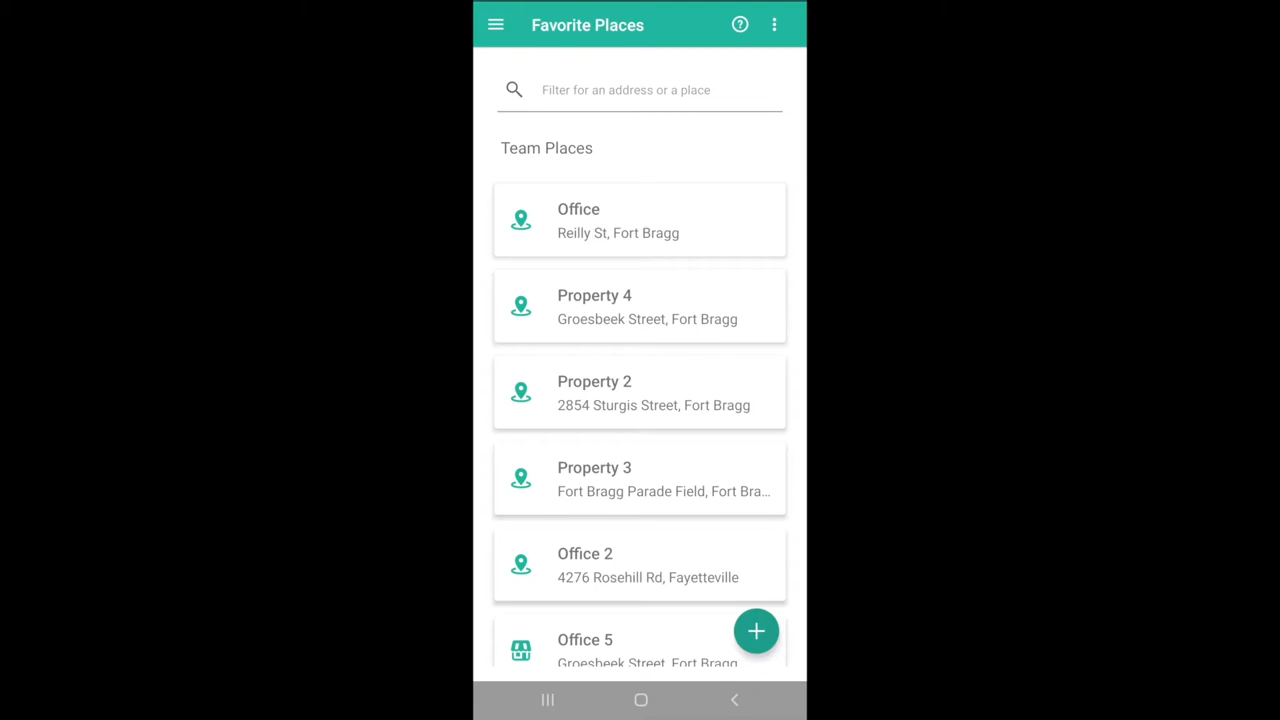 Favorite Places
Filter for an address or a place
Team Places
Office
Reilly St, Fort Bragg
Property 4
Groesbeek Street, Fort Bragg
Property 2
2854 Sturgis Street, Fort Bragg
Property 3
Fort Bragg Parade Field, Fort Bra...
Office 2
4276 Rosehill Rd, Fayetteville
Office 5
Groesbeek Street, Fort Bragg